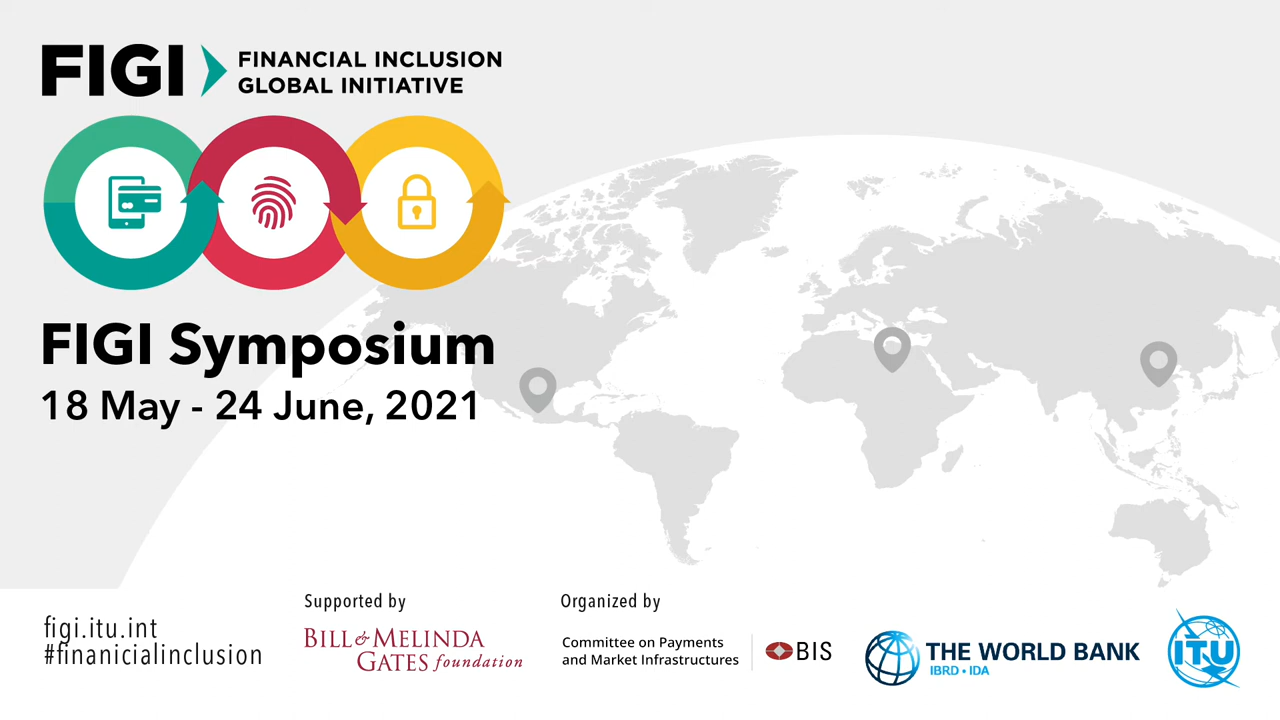 FIGI
FINANCIAL INCLUSION
GLOBAL INITIATIVE
FIGI Symposium
18 May - 24 June, 2021
figi.itu.int
#finanicialinclusion
Supported by
BILL & MELINDA
GATES foundation
Organized by
Committee on Payments
and Market Infrastructures
BIS
THE WORLD BANK
IBRD • IDA
ITU